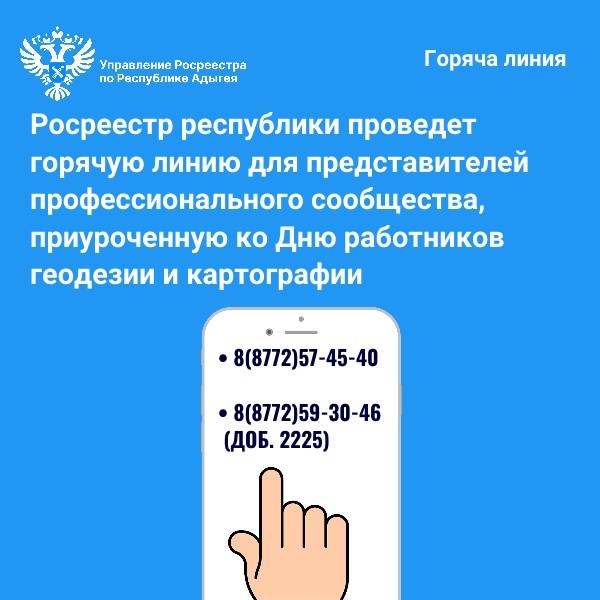 Управление Росреестра
по Республике Адыгея
Горяча линия
Росреестр республики проведет
горячую линию для представителей
профессионального сообщества,
приуроченную ко Дню работников
геодезии и картографии
• 8(8772)57-45-40
• 8(8772)59-30-46
(ДОБ. 2225)